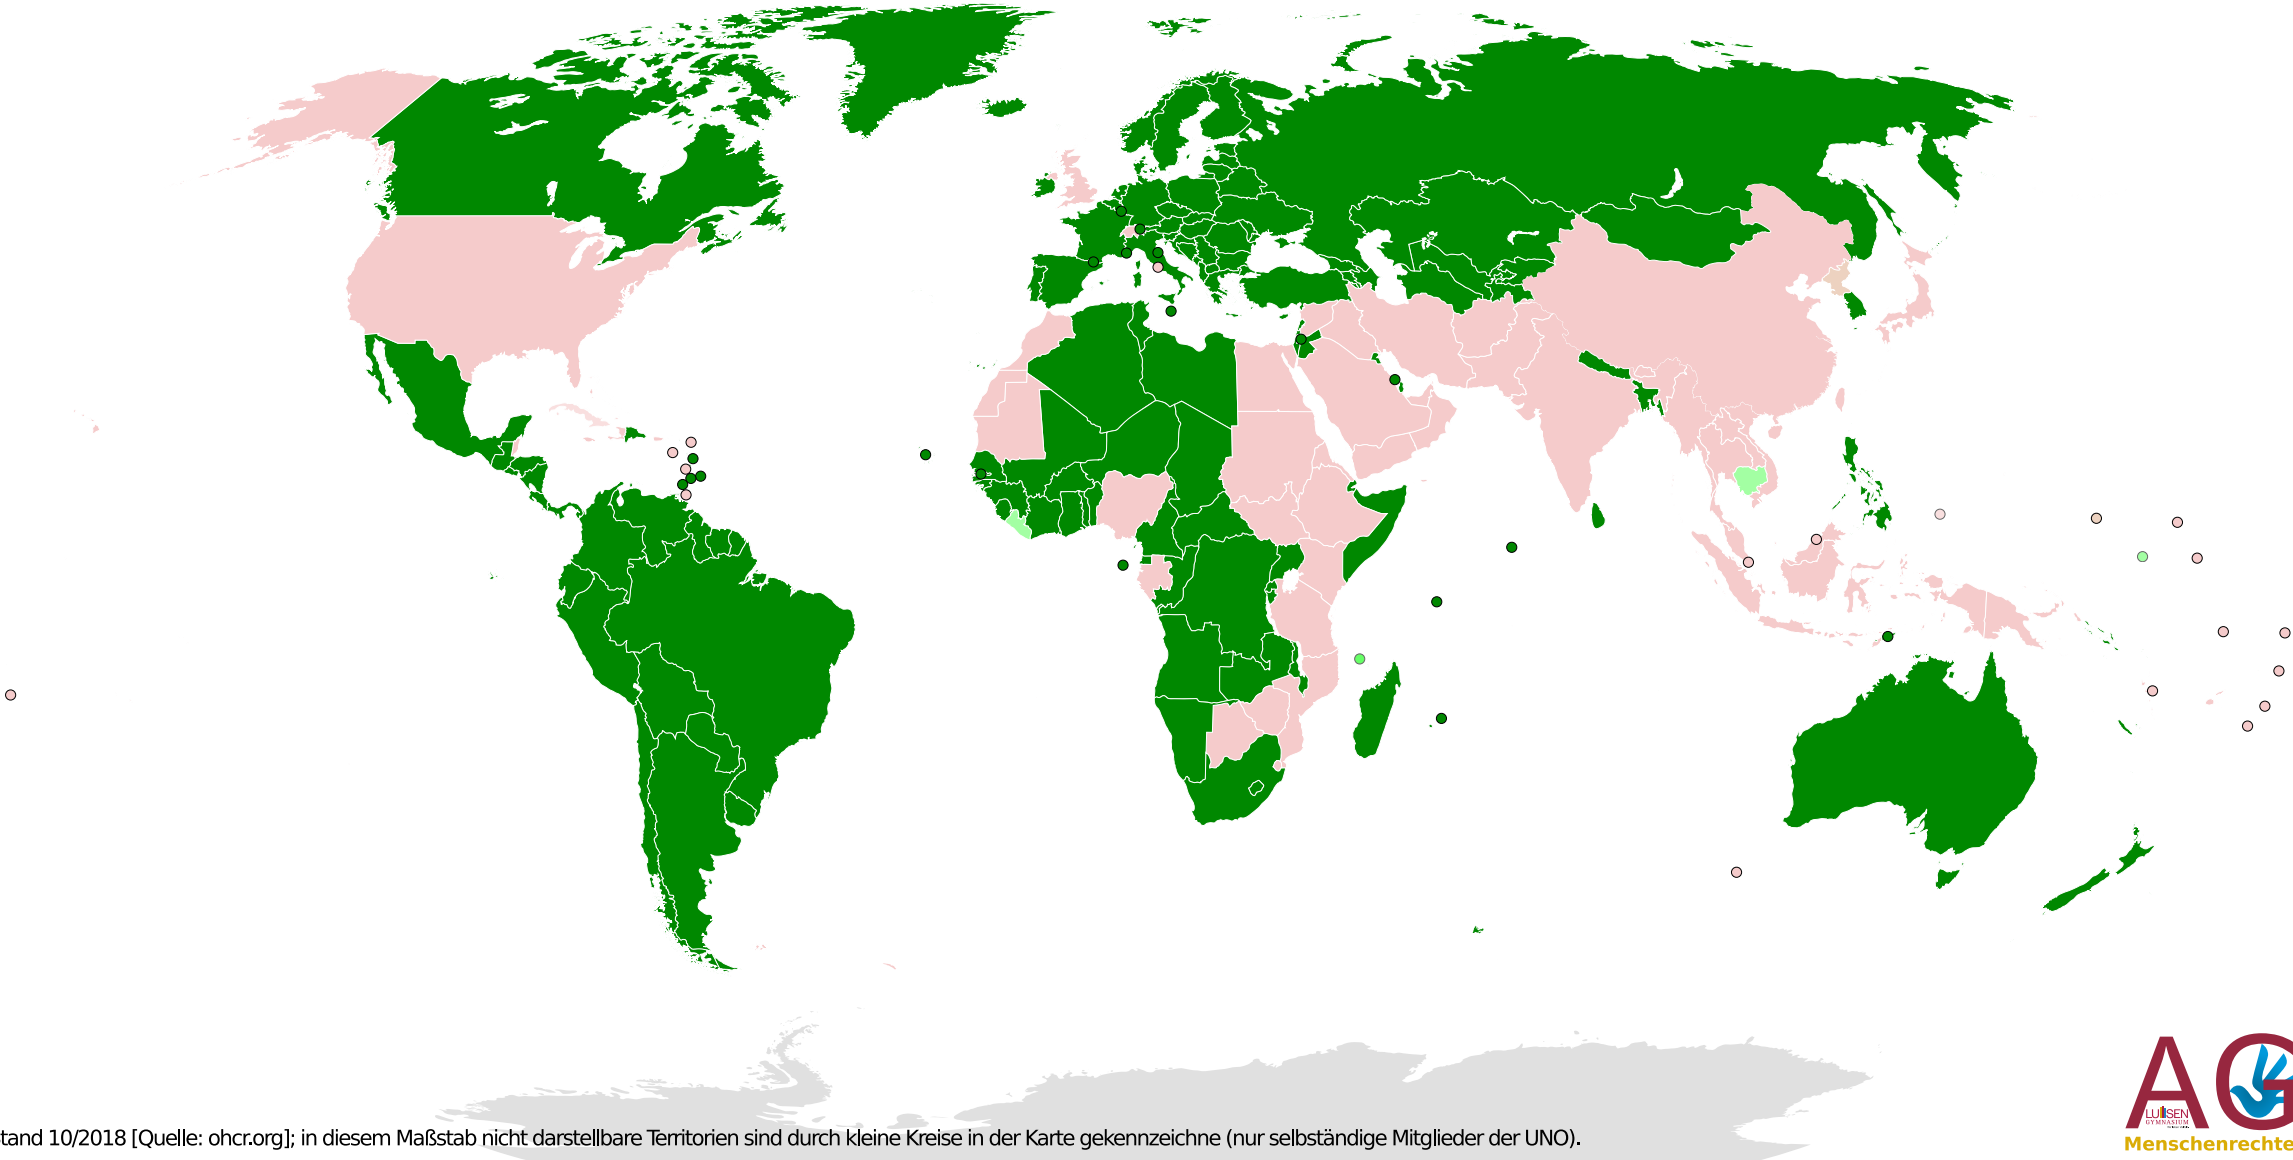 tand 10/2018 [Quelle: ohcr.org]; in diesem Maßstab nicht darstellbare Territorien sind durch kleine Kreise in der Karte gekennzeichne (nur selbständige Mitglieder der UNO).
AG
LUISEN
GYMNASIUM
Menschenrechte